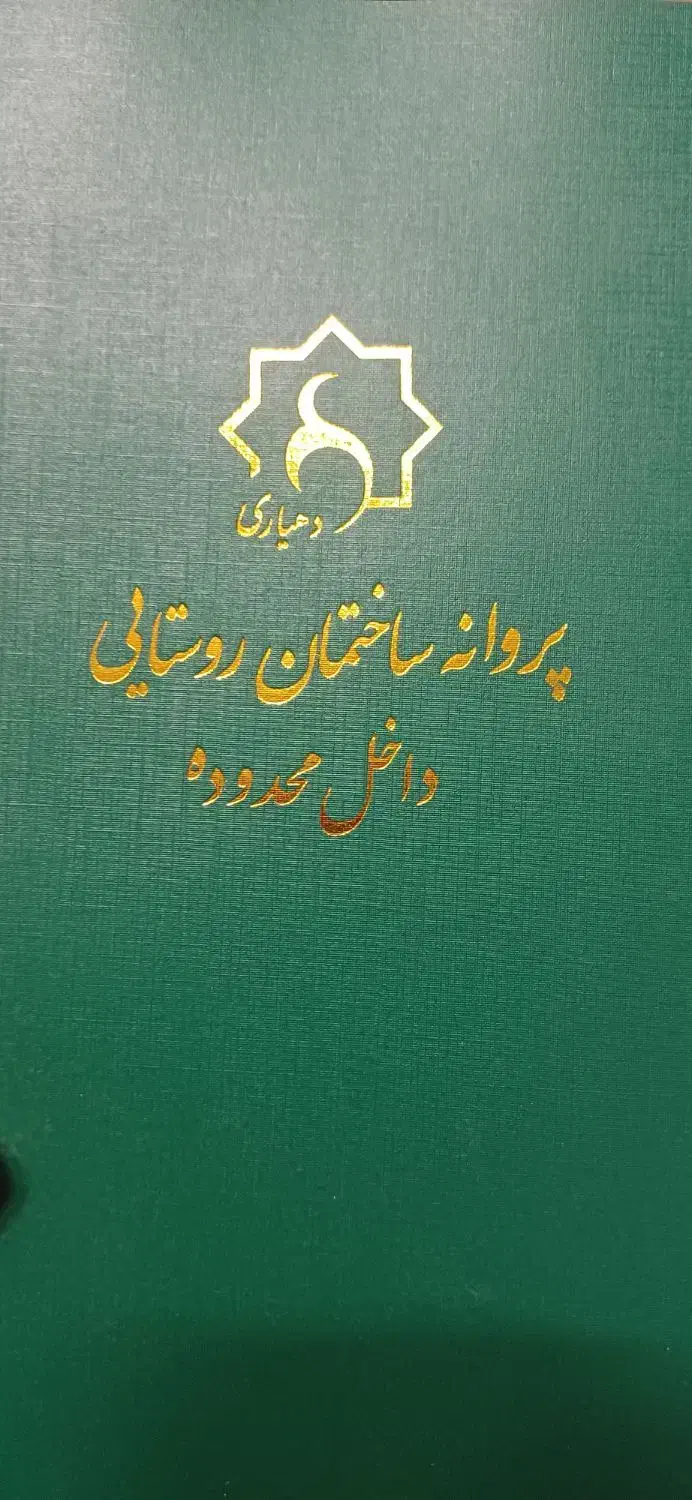 دهیاری
پروانه ساختمان روستایی
داخل محدوده